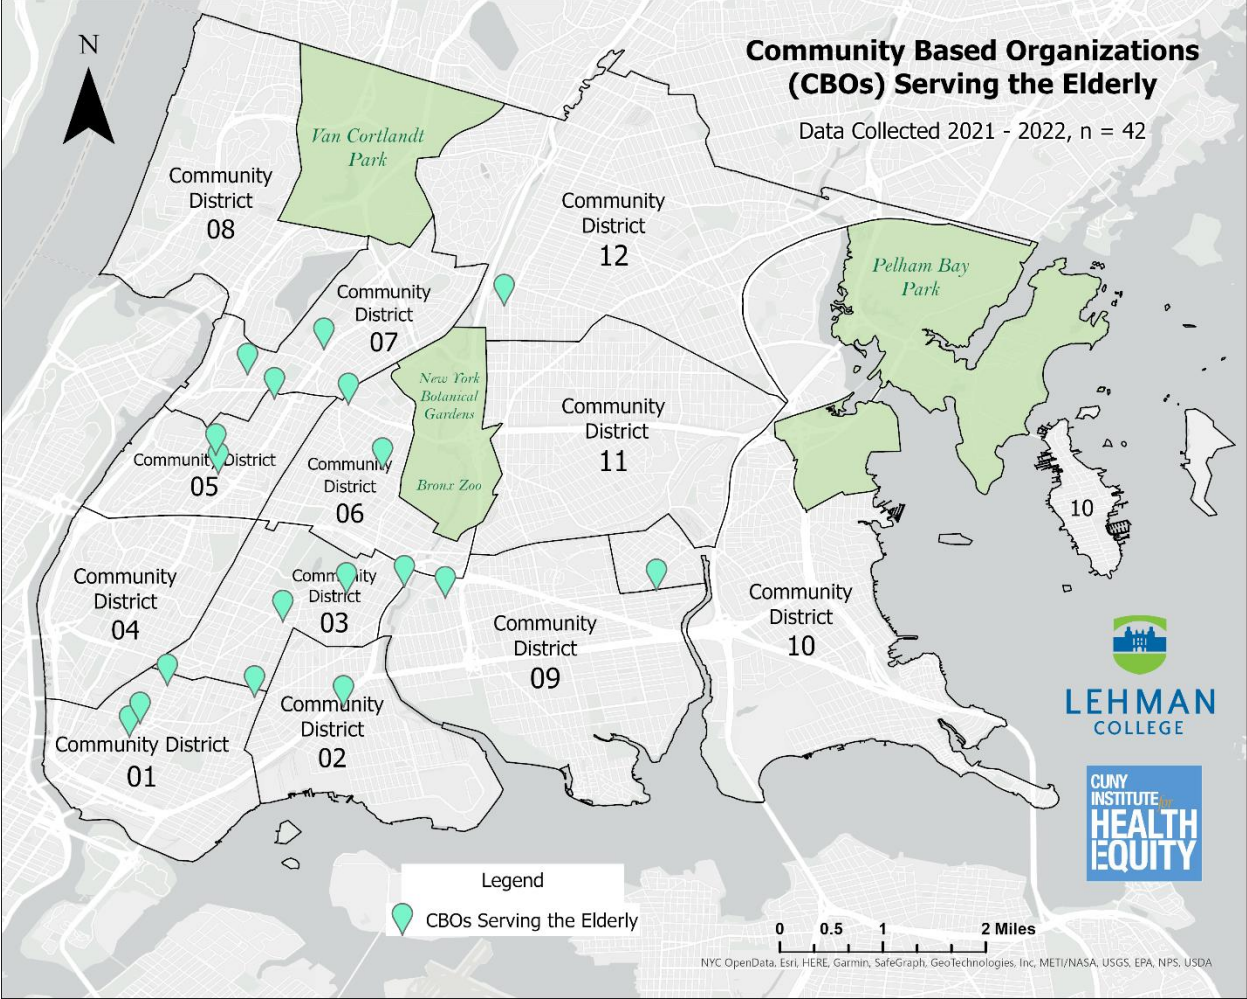 N
Community Based Organizations
(CBOs) Serving the Elderly
Data Collected 2021 - 2022, n = 42
Van Cortlandt
Park
Community
District
08
Community
District
12
Pelham Bay
Park
Community
District
07
New York
Botanical
Gardens
Community
District
11
Community District
05
Community
District
06
Bronx Zoo
10
Community
District
04
Community
District
03
Community
District
09
Community
District
10
Community
District
02
Community District
01
LEHMAN
COLLEGE
CUNY
INSTITUTE for
HEALTH
EQUITY
Legend
CBOs Serving the Elderly
0 0.5 1 2 Miles
NYC OpenData, Esri, HERE, Garmin, SafeGraph, GeoTechnologies, Inc, METI/NASA, USGS, EPA, NPS, USDA